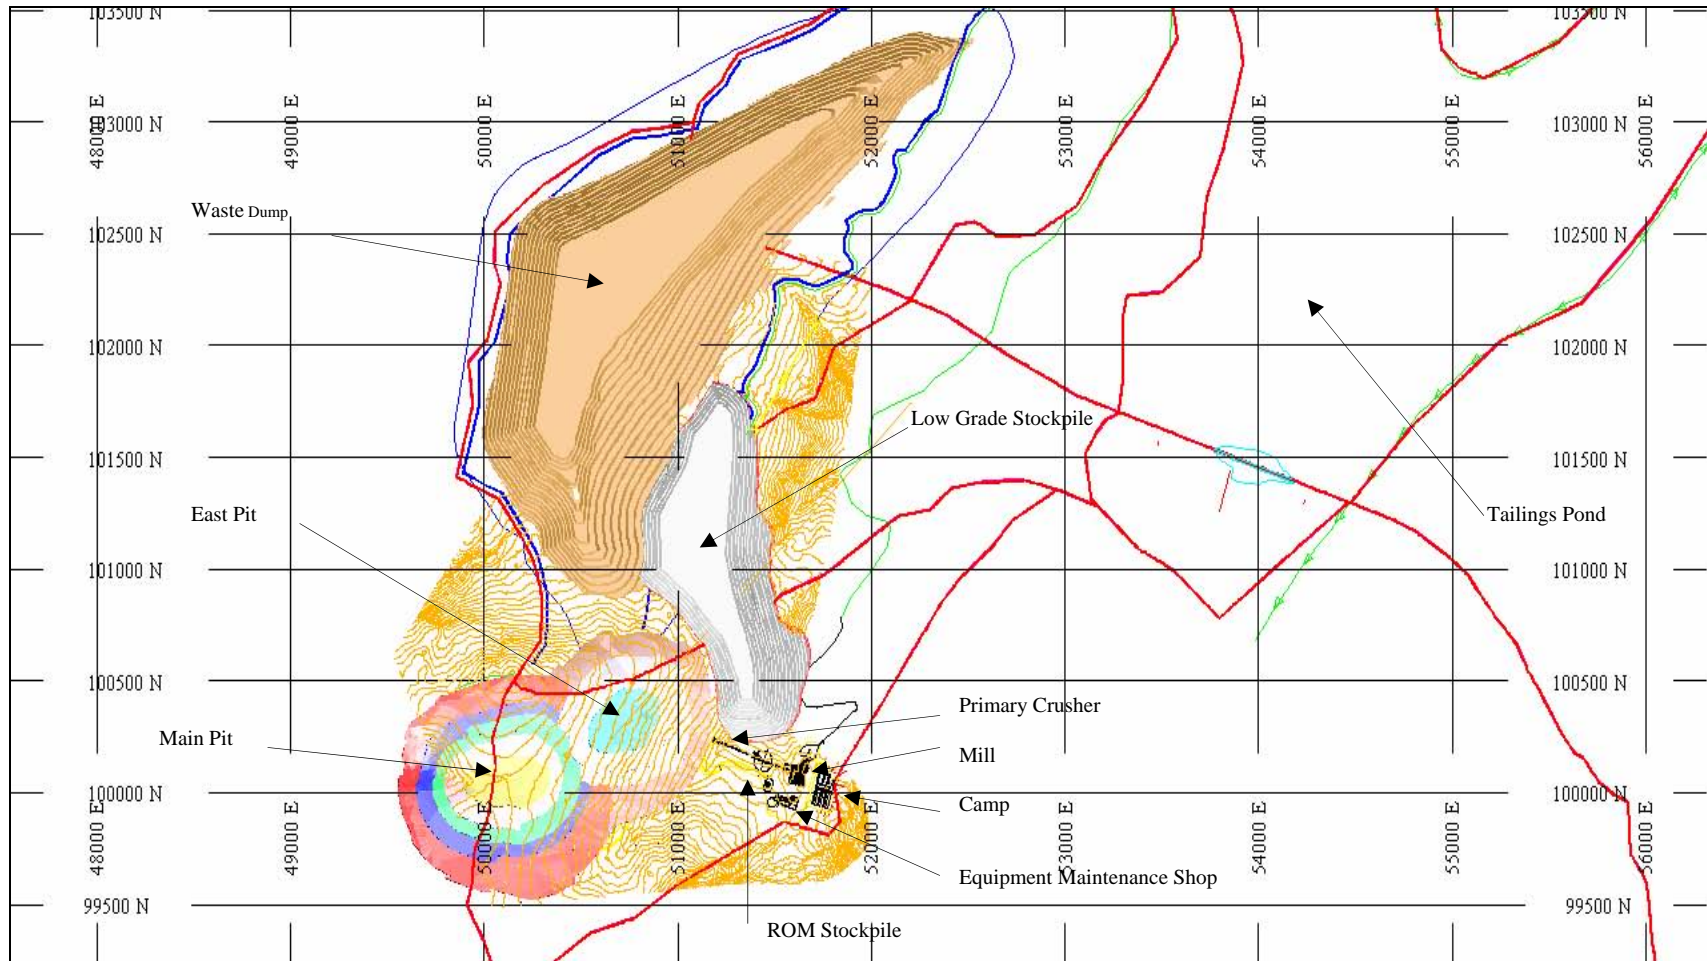 103500 N
103500 N
48000 E
49000 E
50000 E
51000 E
52000 E
53000 E
54000 E
55000 E
56000 E
103000 N
103000 N
Waste Dump
102500 N
102500 N
102000 N
102000 N
Low Grade Stockpile
101500 N
101500 N
East Pit
Tailings Pond
101000 N
101000 N
100500 N
100500 N
Primary Crusher
Main Pit
Mill
100000 N
100000 N
Camp
48000 E
49000 E
50000 E
51000 E
52000 E
53000 E
54000 E
55000 E
56000 E
Equipment Maintenance Shop
99500 N
99500 N
ROM Stockpile